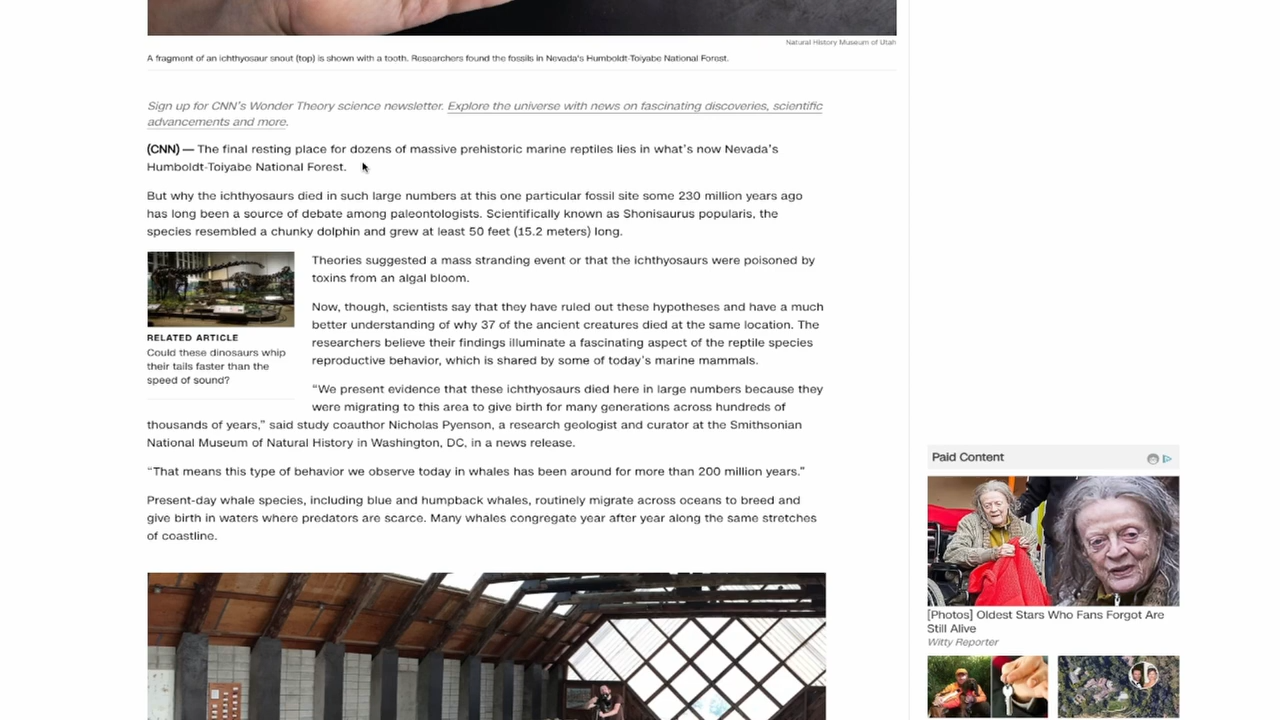 Natural History Museum of Utah
A fragment of an ichthyosaur snout (top) is shown with a tooth. Researchers found the fossils in Nevada's Humboldt-Toiyabe National Forest.
Sign up for CNN's Wonder Theory science newsletter. Explore the universe with news on fascinating discoveries, scientific
advancements and more.
(CNN) — The final resting place for dozens of massive prehistoric marine reptiles lies in what's now Nevada's
Humboldt-Toiyabe National Forest.
But why the ichthyosaurs died in such large numbers at this one particular fossil site some 230 million years ago
has long been a source of debate among paleontologists. Scientifically known as Shonisaurus popularis, the
species resembled a chunky dolphin and grew at least 50 feet (15.2 meters) long.
Theories suggested a mass stranding event or that the ichthyosaurs were poisoned by
toxins from an algal bloom.
Now, though, scientists say that they have ruled out these hypotheses and have a much
better understanding of why 37 of the ancient creatures died at the same location. The
researchers believe their findings illuminate a fascinating aspect of the reptile species
reproductive behavior, which is shared by some of today's marine mammals.
RELATED ARTICLE
Could these dinosaurs whip
their tails faster than the
speed of sound?
“We present evidence that these ichthyosaurs died here in large numbers because they
were migrating to this area to give birth for many generations across hundreds of
thousands of years,” said study coauthor Nicholas Pyenson, a research geologist and curator at the Smithsonian
National Museum of Natural History in Washington, DC, in a news release.
“That means this type of behavior we observe today in whales has been around for more than 200 million years.”
Present-day whale species, including blue and humpback whales, routinely migrate across oceans to breed and
give birth in waters where predators are scarce. Many whales congregate year after year along the same stretches
of coastline.
Paid Content
[Photos] Oldest Stars Who Fans Forgot Are
Still Alive
Witty Reporter